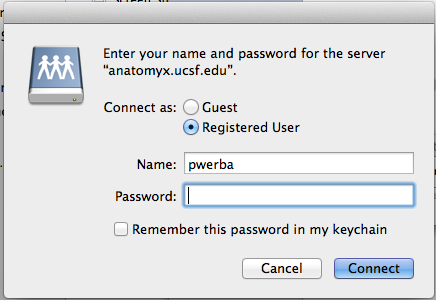 Enter your name and password for the server
"anatomyx.ucsf.edu".
Connect as: Guest
Registered User
Name: pwerba
Password:
Remember this password in my keychain
Cancel Connect